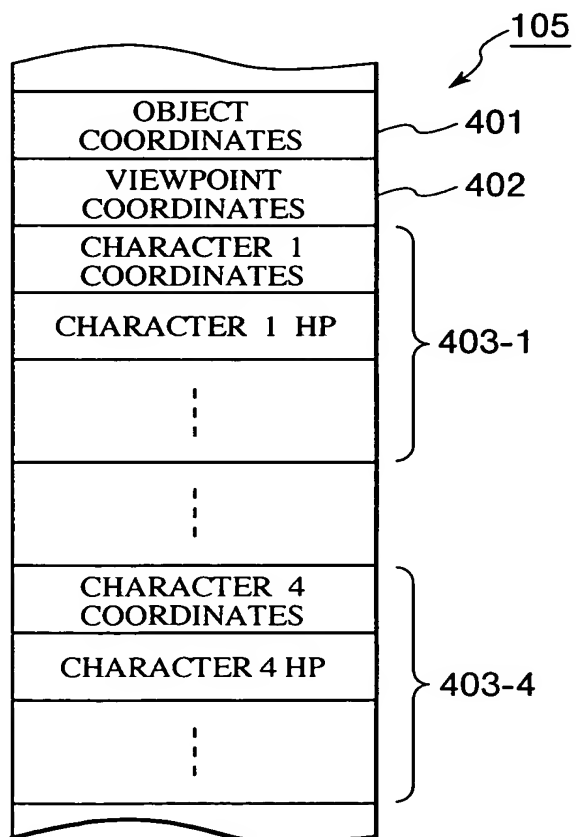 105
OBJECT
COORDINATES
401
VIEWPOINT
COORDINATES
402
CHARACTER 1
COORDINATES
CHARACTER 1 HP
403-1
CHARACTER 4
COORDINATES
CHARACTER 4 HP
403-4